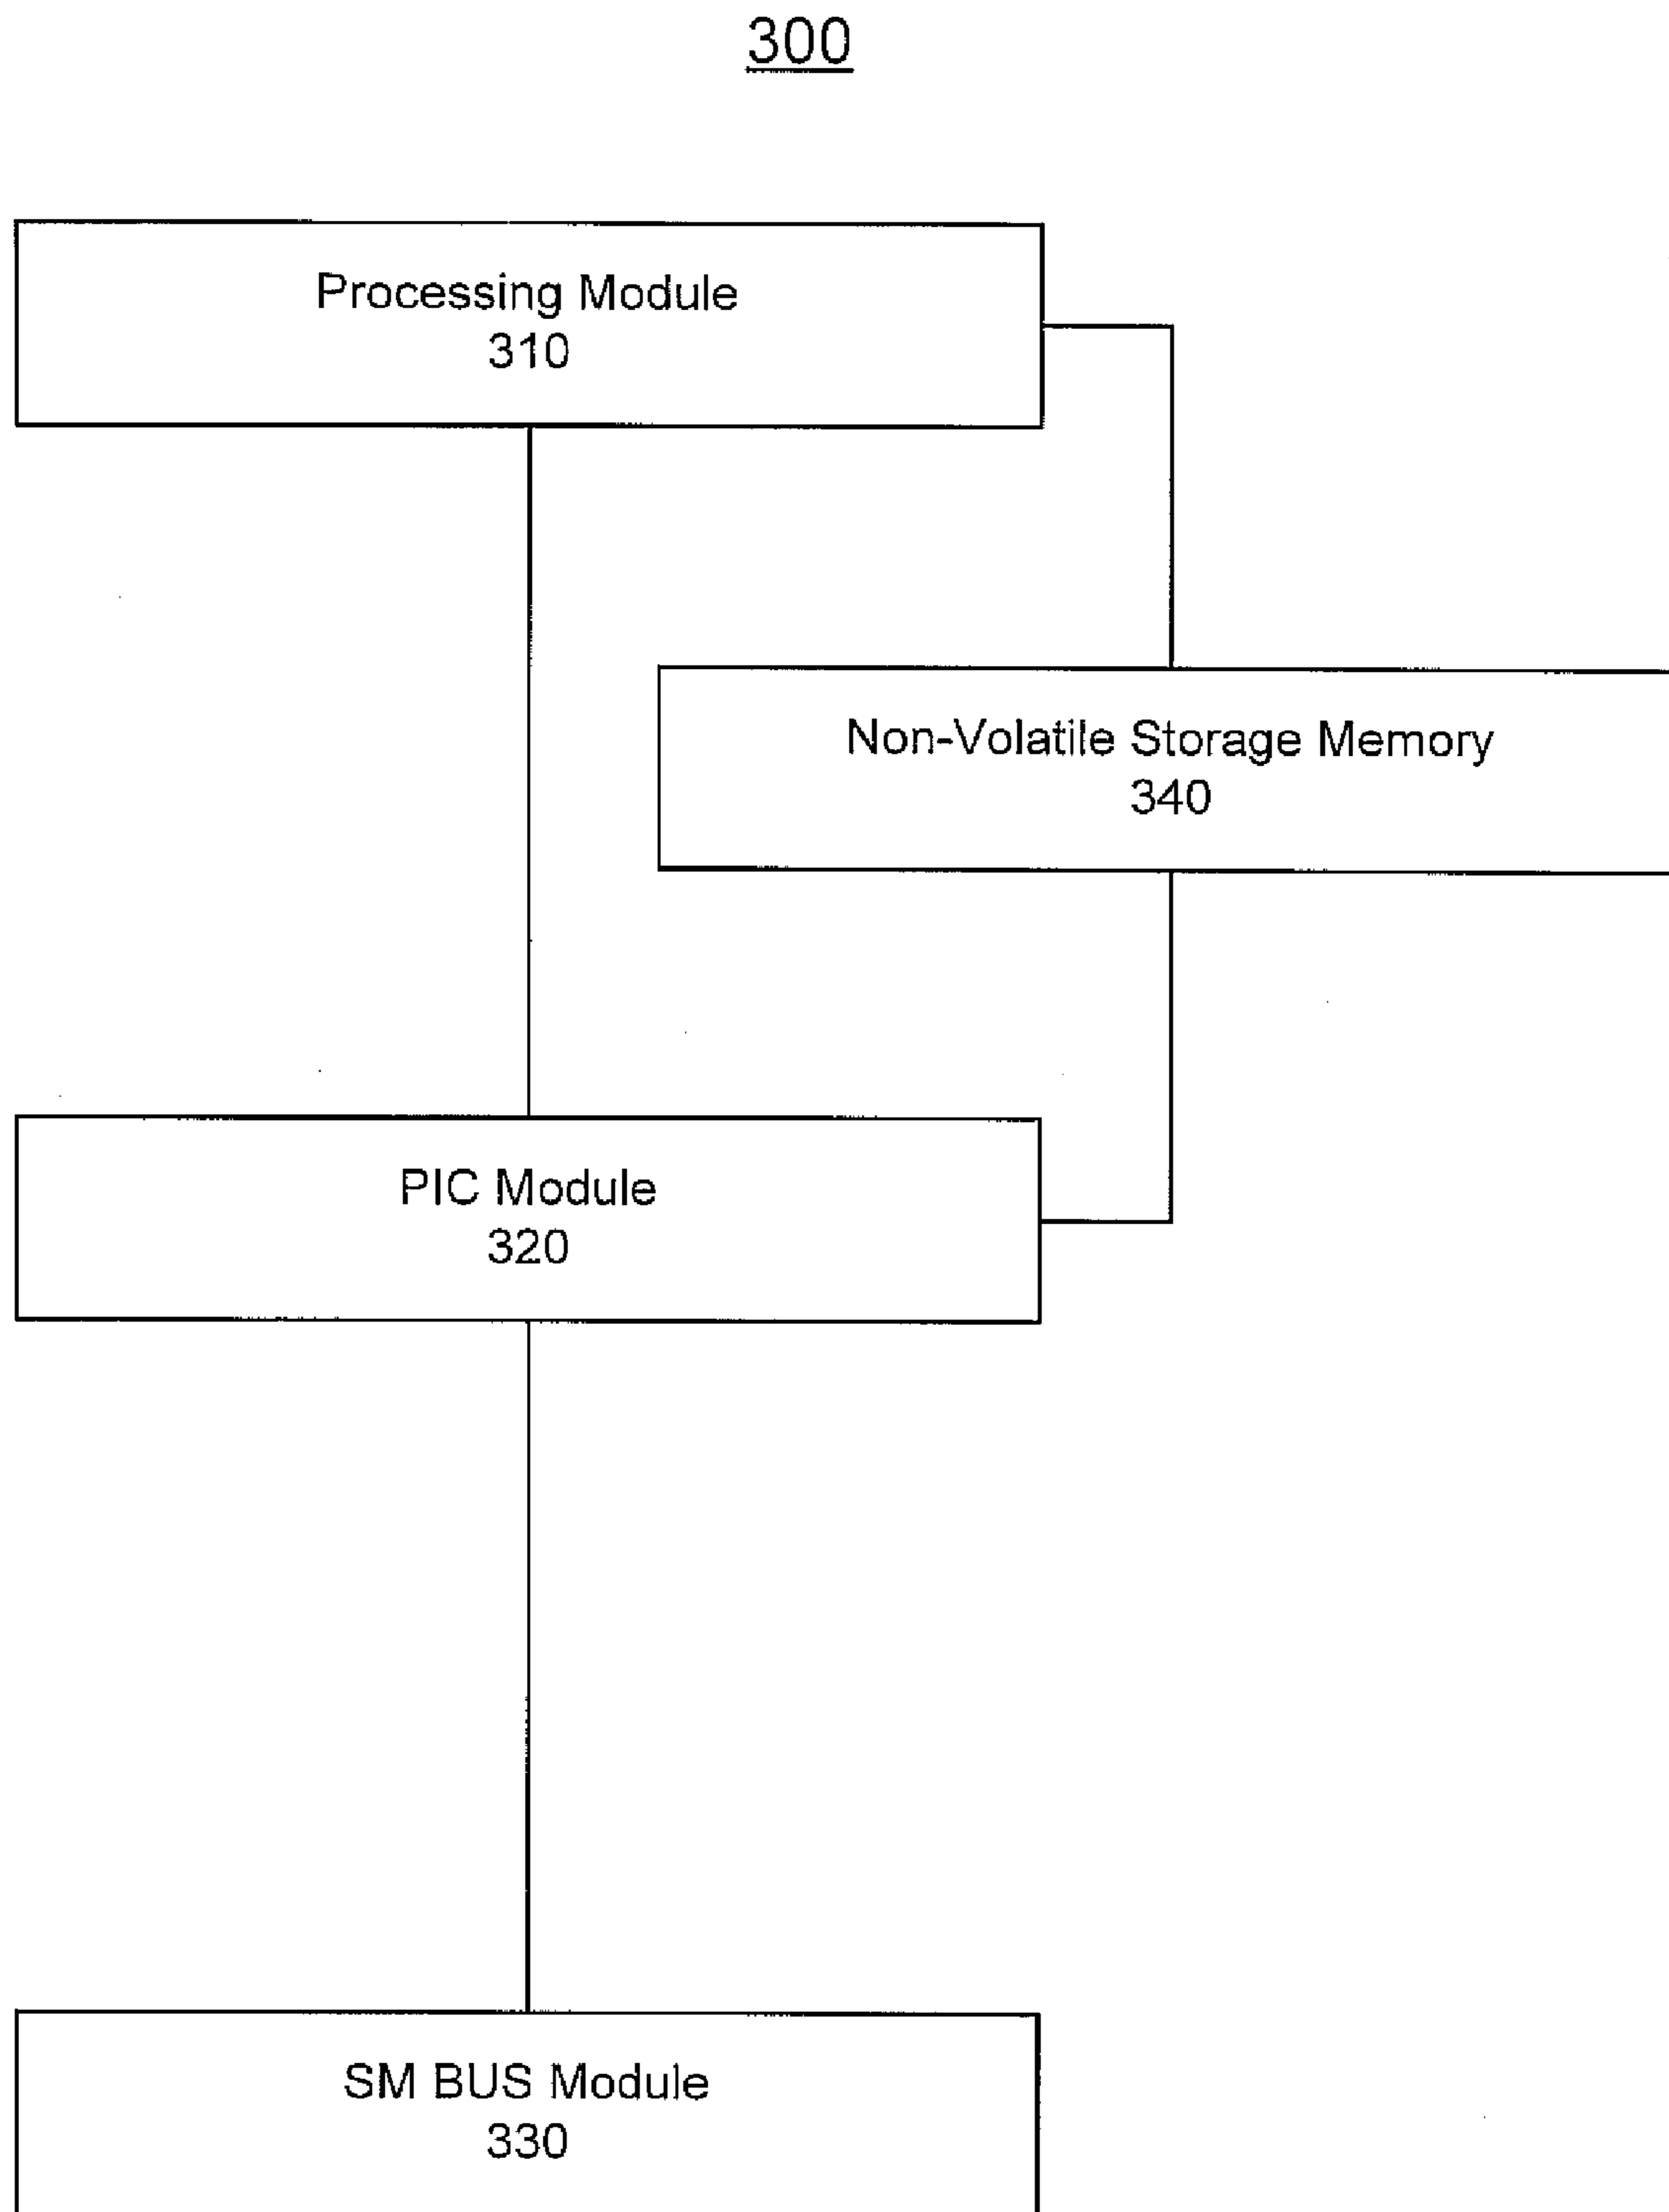 300
Processing Module
310
Non-Volatile Storage Memory
340
PIC Module
320
SM BUS Module
330